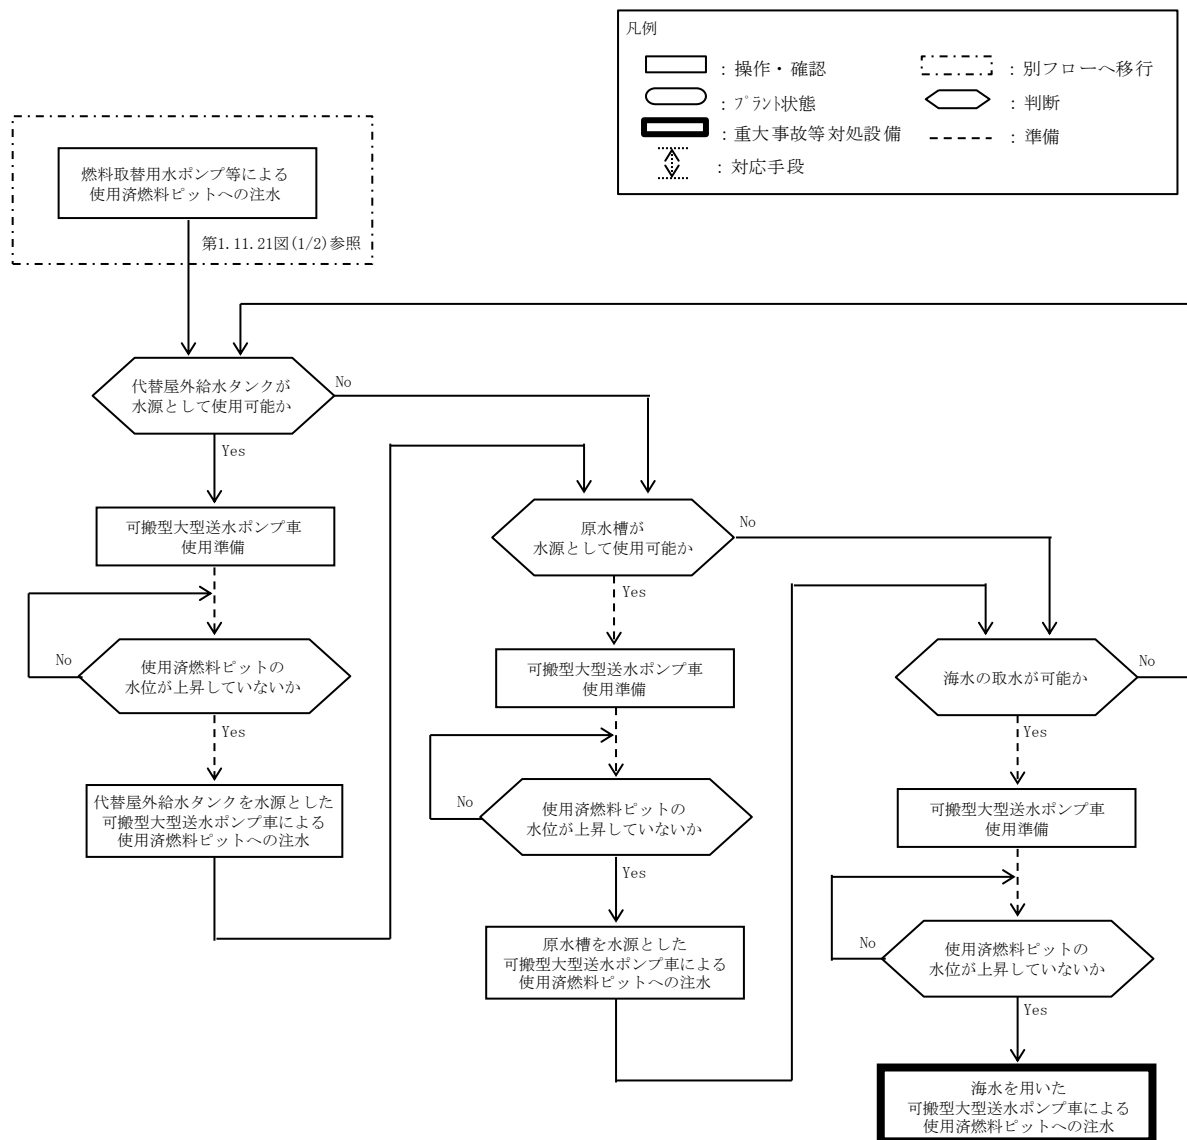 凡例
：操作・確認
：別フローへ移行
：プラント状態
：判断
：重大事故等対処設備
：準備
：対応手段
燃料取替用水ポンプ等による
使用済燃料ピットへの注水
第1.11.21図(1/2)参照
代替屋外給水タンクが
水源として使用可能か
No
Yes
可搬型大型送水ポンプ車
使用準備
使用済燃料ピットの
水位が上昇していないか
No
Yes
代替屋外給水タンクを水源とした
可搬型大型送水ポンプ車による
使用済燃料ピットへの注水
原水槽が
水源として使用可能か
No
Yes
可搬型大型送水ポンプ車
使用準備
使用済燃料ピットの
水位が上昇していないか
No
Yes
原水槽を水源とした
可搬型大型送水ポンプ車による
使用済燃料ピットへの注水
海水の取水が可能か
No
Yes
可搬型大型送水ポンプ車
使用準備
使用済燃料ピットの
水位が上昇していないか
No
Yes
海水を用いた
可搬型大型送水ポンプ車による
使用済燃料ピットへの注水